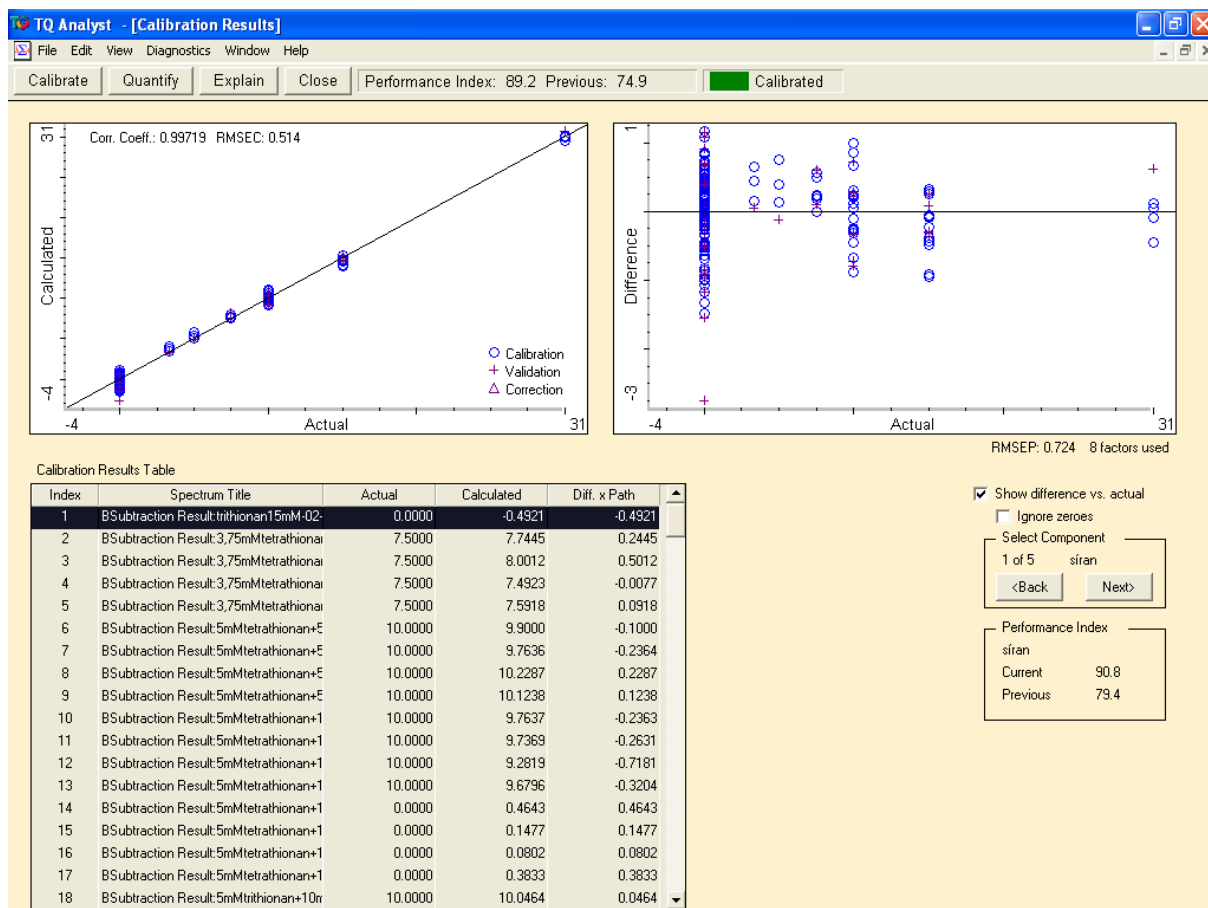 TQ Analyst - [Calibration Results]
File Edit View Diagnostics Window Help
Calibrate Quantify Explain Close Performance Index: 89.2 Previous: 74.9 Calibrated
31 Corr. Coeff.: 0.99719 RMSEC: 0.514
Calculated
Calibration
Validation
Correction
-4
-4 Actual 31
1
Difference
-3
-4 Actual 31
RMSEP: 0.724 8 factors used
Calibration Results Table
Index Spectrum Title Actual Calculated Diff. x Path
1 BSubtraction Result:trithionan15mM-02- 0.0000 -0.4921 -0.4921
2 BSubtraction Result:3,75mMtetrathionar 7.5000 7.7445 0.2445
3 BSubtraction Result:3,75mMtetrathionar 7.5000 8.0012 0.5012
4 BSubtraction Result:3,75mMtetrathionar 7.5000 7.4923 -0.0077
5 BSubtraction Result:3,75mMtetrathionar 7.5000 7.5918 0.0918
6 BSubtraction Result:5mMtetrathionan+5 10.0000 9.9000 -0.1000
7 BSubtraction Result:5mMtetrathionan+5 10.0000 9.7636 -0.2364
8 BSubtraction Result:5mMtetrathionan+5 10.0000 10.2287 0.2287
9 BSubtraction Result:5mMtetrathionan+5 10.0000 10.1238 0.1238
10 BSubtraction Result:5mMtetrathionan+1 10.0000 9.7637 -0.2363
11 BSubtraction Result:5mMtetrathionan+1 10.0000 9.7369 -0.2631
12 BSubtraction Result:5mMtetrathionan+1 10.0000 9.2819 -0.7181
13 BSubtraction Result:5mMtetrathionan+1 10.0000 9.6796 -0.3204
14 BSubtraction Result:5mMtetrathionan+1 0.0000 0.4643 0.4643
15 BSubtraction Result:5mMtetrathionan+1 0.0000 0.1477 0.1477
16 BSubtraction Result:5mMtetrathionan+1 0.0000 0.0802 0.0802
17 BSubtraction Result:5mMtetrathionan+1 0.0000 0.3833 0.3833
18 BSubtraction Result:5mMtrithionan+10m 10.0000 10.0464 0.0464
Show difference vs. actual
Ignore zeroes
Select Component
1 of 5 síran
<Back Next>
Performance Index
síran
Current 90.8
Previous 79.4